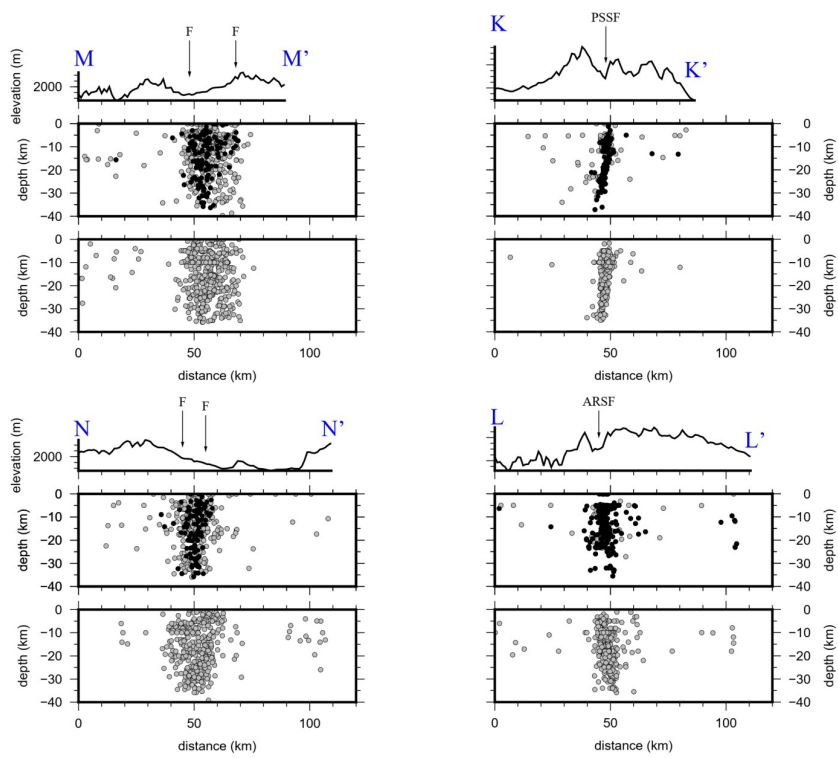 F F
M M'
elevation (m)
2000
0
−10
−20
−30
−40
depth (km)
0
−10
−20
−30
−40
depth (km)
0 50 100
distance (km)
PSSF
K K'
0
−10
−20
−30
−40
depth (km)
0
−10
−20
−30
−40
depth (km)
0 50 100
distance (km)
F F
N N'
elevation (m)
2000
0
−10
−20
−30
−40
depth (km)
0
−10
−20
−30
−40
depth (km)
0 50 100
distance (km)
ARSF
L L'
0
−10
−20
−30
−40
depth (km)
0
−10
−20
−30
−40
depth (km)
0 50 100
distance (km)